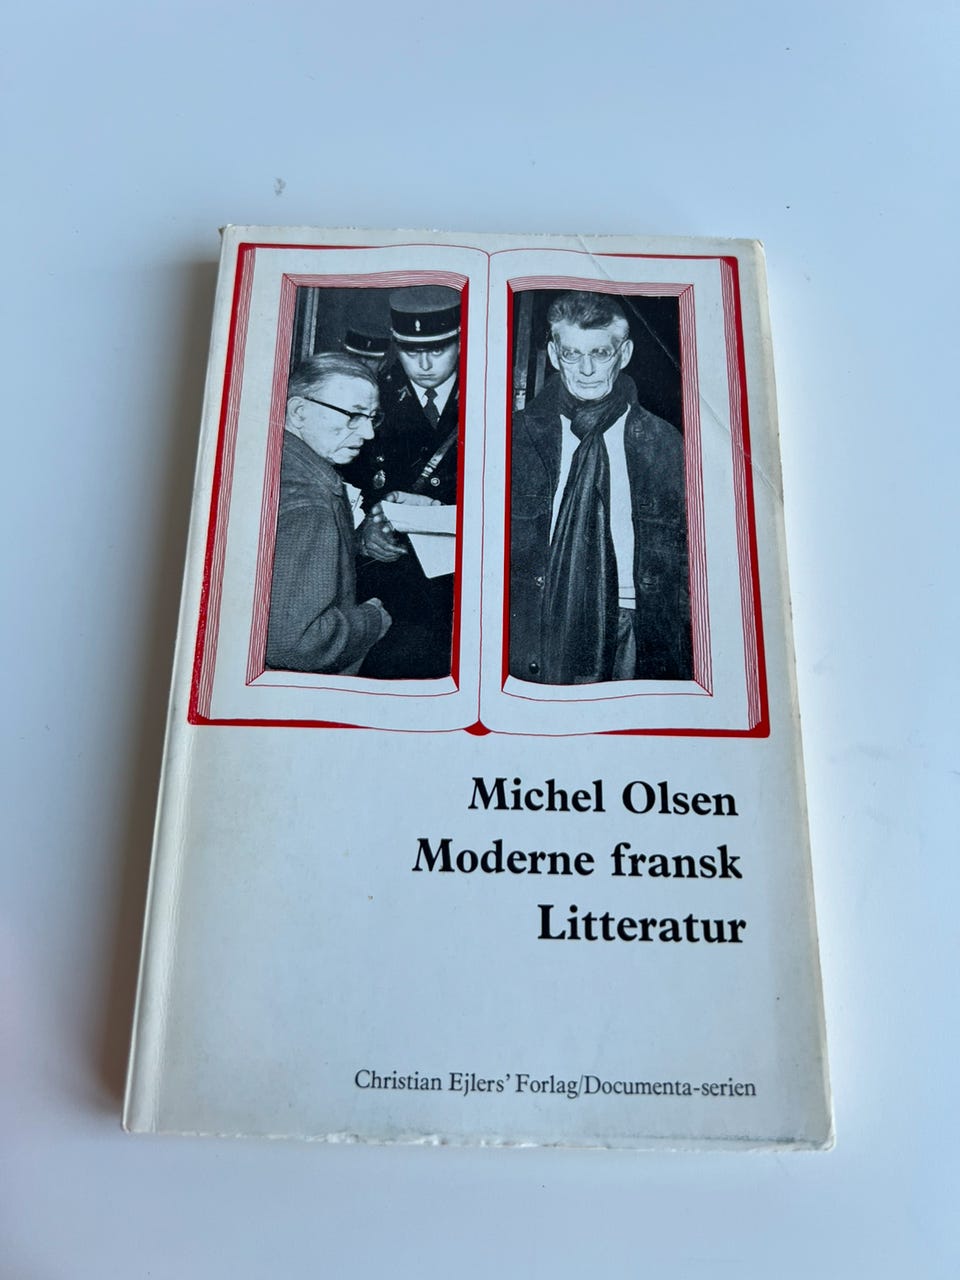 Michel Olsen
Moderne fransk
Litteratur
Christian Ejlers’ Forlag/Documenta-serien